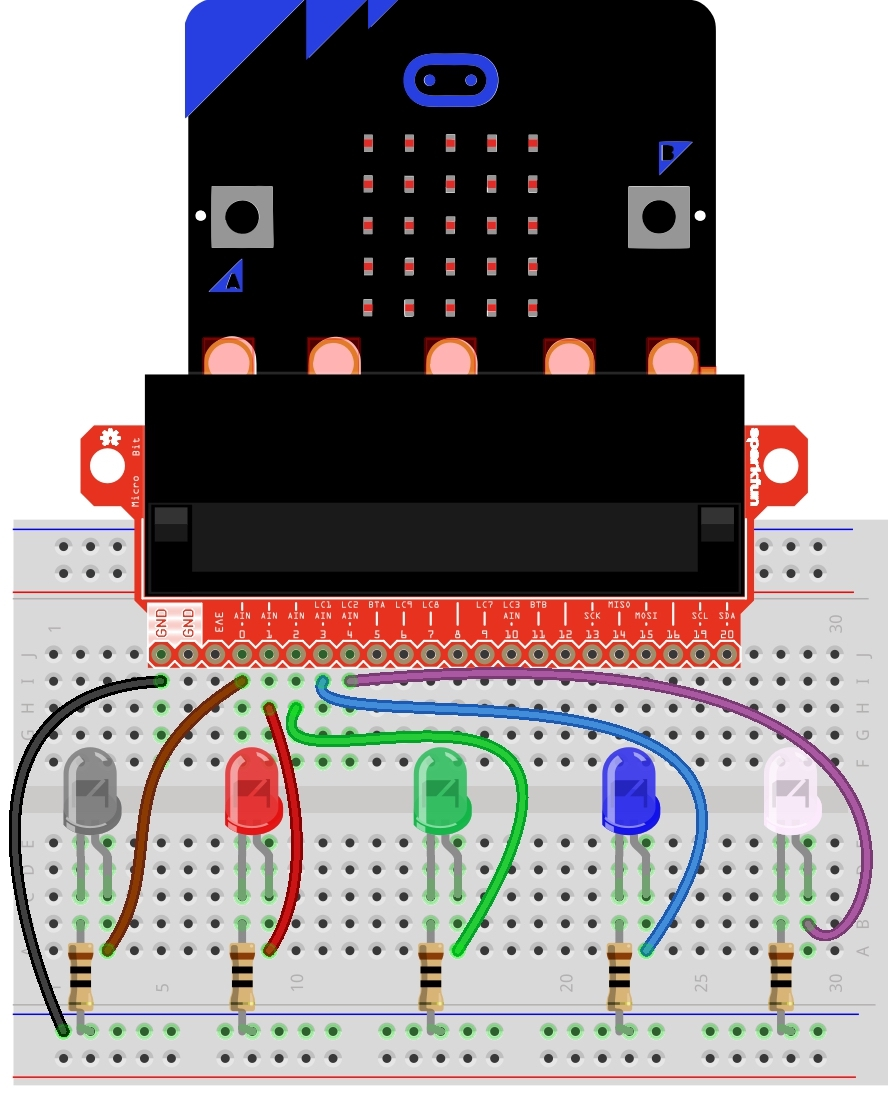 B
A
Micro Bit
sparkfun
LC1 LC2 BTA LC9 LC8 LC7 LC3 BTB MISO
GND GND 3V3 AIN AIN AIN AIN AIN AIN SCK MOSI SCL SDA
0 1 2 3 4 5 6 7 8 9 10 11 12 13 14 15 16 19 20
1 30
J J
I I
H H
G G
F
E E
D D
C C
B
A A
1 5 10 20 25 30